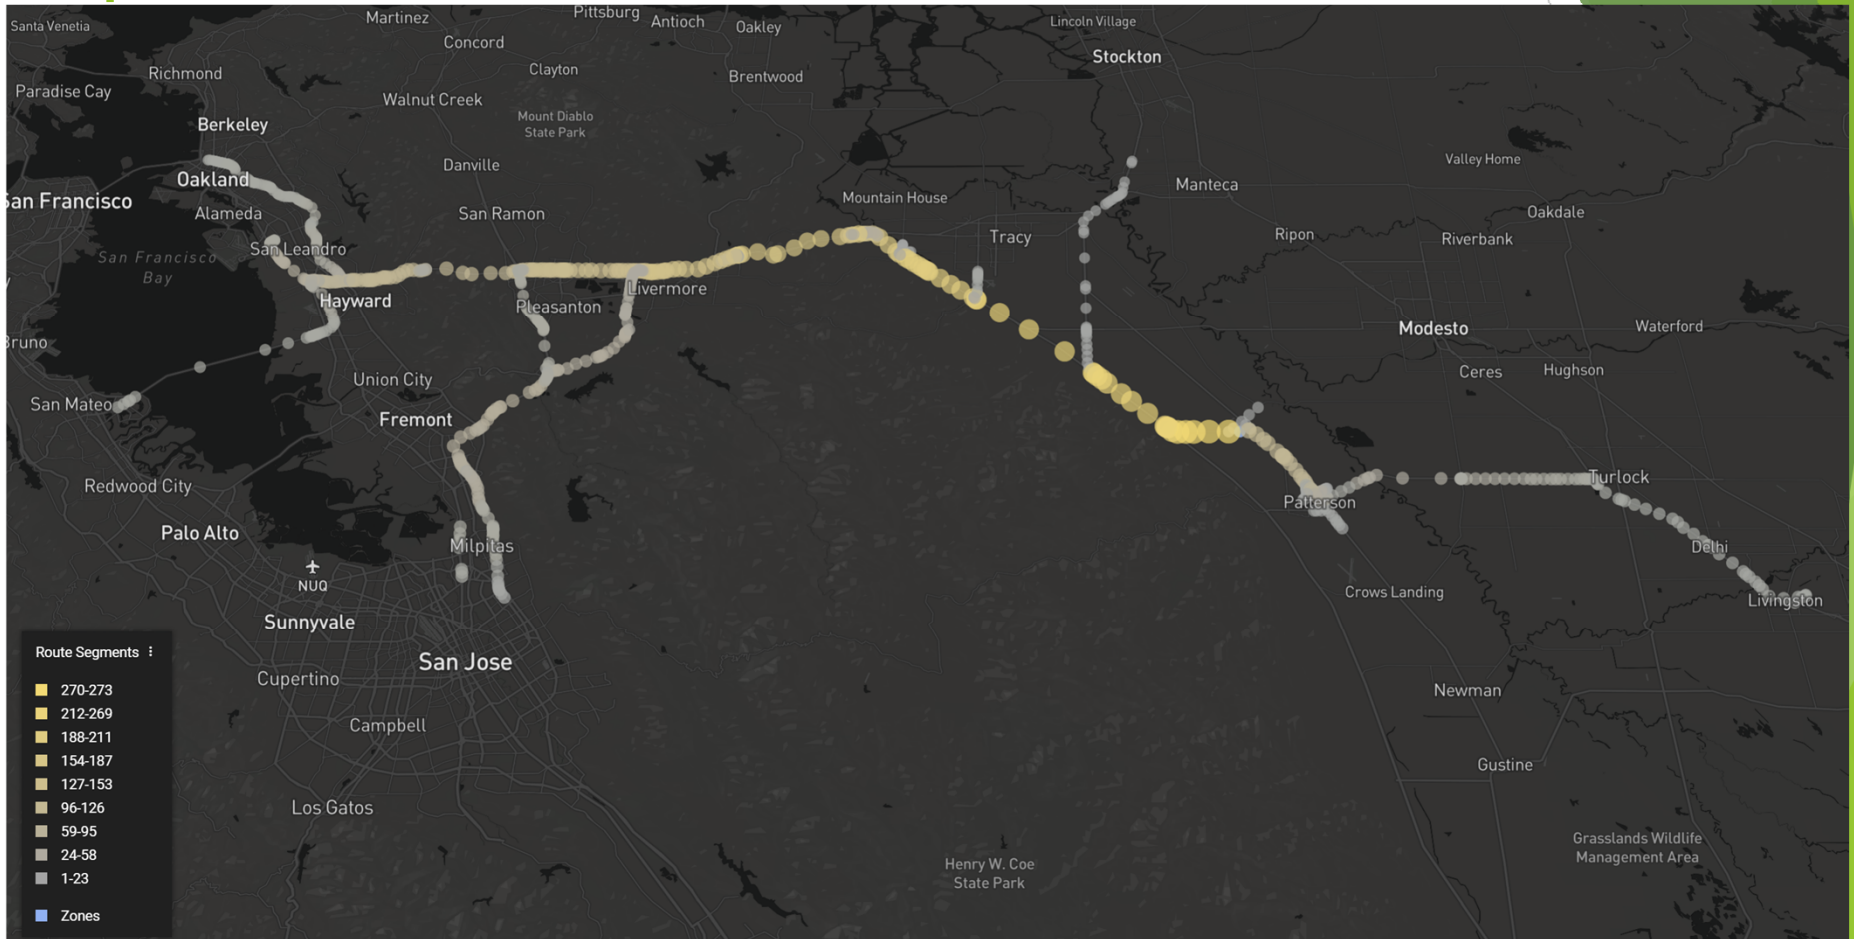 Santa Venetia
Martinez
Pittsburg
Antioch
Oakley
Lincoln Village
Concord
Stockton
Richmond
Clayton
Brentwood
Paradise Cay
Walnut Creek
Berkeley
Mount Diablo
State Park
Danville
Valley Home
Oakland
Manteca
San Francisco
Mountain House
Alameda
San Ramon
Oakdale
San Leandro
Tracy
Ripon
Riverbank
San Francisco
Bay
Livermore
Hayward
Pleasanton
Modesto
Waterford
Bruno
Union City
Ceres
Hughson
San Mateo
Fremont
Redwood City
Turlock
Patterson
Palo Alto
Milpitas
Delhi
NUQ
Crows Landing
Livingston
Sunnyvale
San Jose
Cupertino
Newman
Campbell
Gustine
Los Gatos
Grasslands Wildlife
Management Area
Henry W. Coe
State Park
Route Segments
270-273
212-269
188-211
154-187
127-153
96-126
59-95
24-58
1-23
Zones